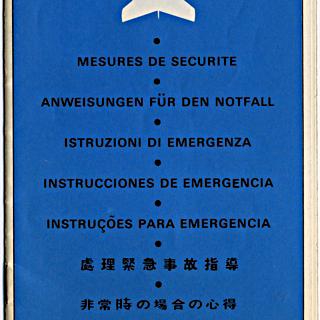 MESURES DE SECURITE
ANWEISUNGEN FÜR DEN NOTFALL
ISTRUZIONI DI EMERGENZA
INSTRUCCIONES DE EMERGENCIA
INSTRUÇÕES PARA EMERGENCIA
處理緊急事故指導
非常時の場合の心得